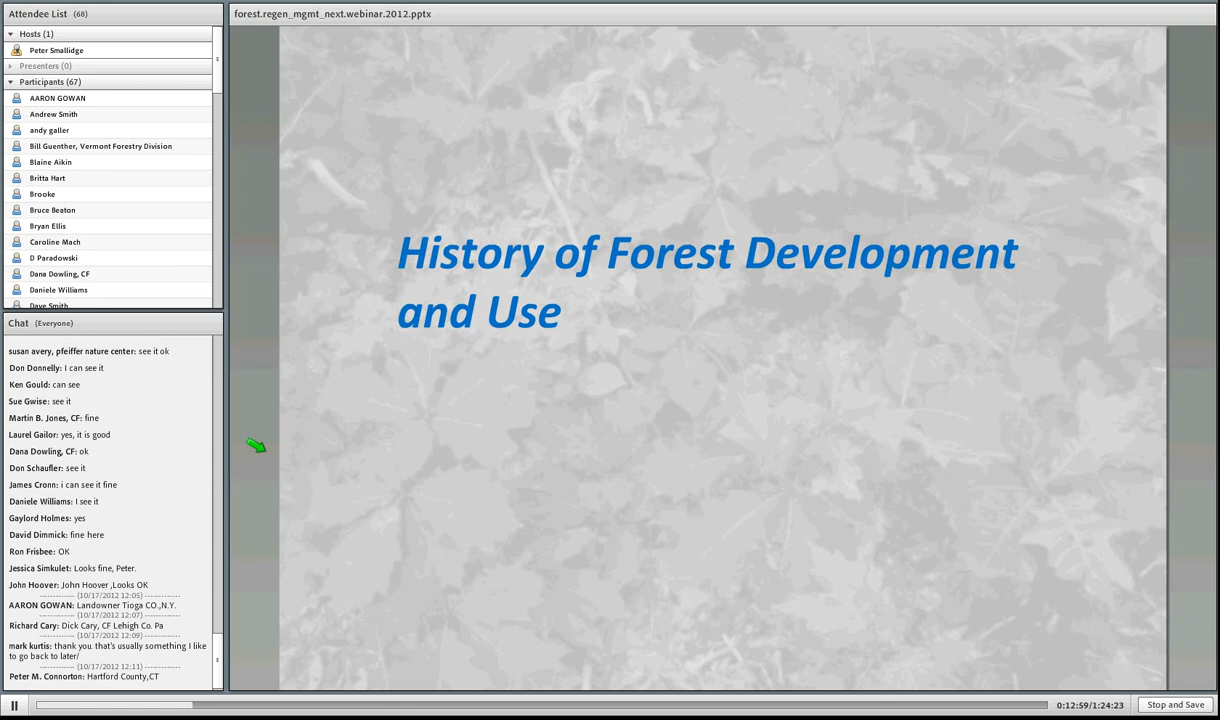 Attendee List (68)
Hosts (1)
Peter Smallidge
Presenters (0)
Participants (67)
AARON GOWAN
Andrew Smith
andy galler
Bill Guenther, Vermont Forestry Division
Blaine Aikin
Britta Hart
Brooke
Bruce Beaton
Bryan Ellis
Caroline Mach
D Paradowski
Dana Dowling, CF
Daniele Williams
Dave Smith
Chat (Everyone)
susan avery, pfeiffer nature center: see it ok
Don Donnelly: I can see it
Ken Gould: can see
Sue Gwise: see it
Martin B. Jones, CF: fine
Laurel Gailor: yes, it is good
Dana Dowling, CF: ok
Don Schaufler: see it
James Cronn: i can see it fine
Daniele Williams: I see it
Gaylord Holmes: yes
David Dimmick: fine here
Ron Frisbee: OK
Jessica Simkulet: Looks fine, Peter.
John Hoover: John Hoover ,Looks OK
------------- (10/17/2012 12:05) -------------
AARON GOWAN: Landowner Tioga CO.,N.Y.
------------- (10/17/2012 12:07) -------------
Richard Cary: Dick Cary, CF Lehigh Co. Pa
------------- (10/17/2012 12:09) -------------
mark kurtis: thank you. that's usually something I like
to go back to later/
------------- (10/17/2012 12:11) -------------
Peter M. Connorton: Hartford County,CT
forest.regen_mgmt_next.webinar.2012.pptx
History of Forest Development
and Use
0:12:59/1:24:23
Stop and Save